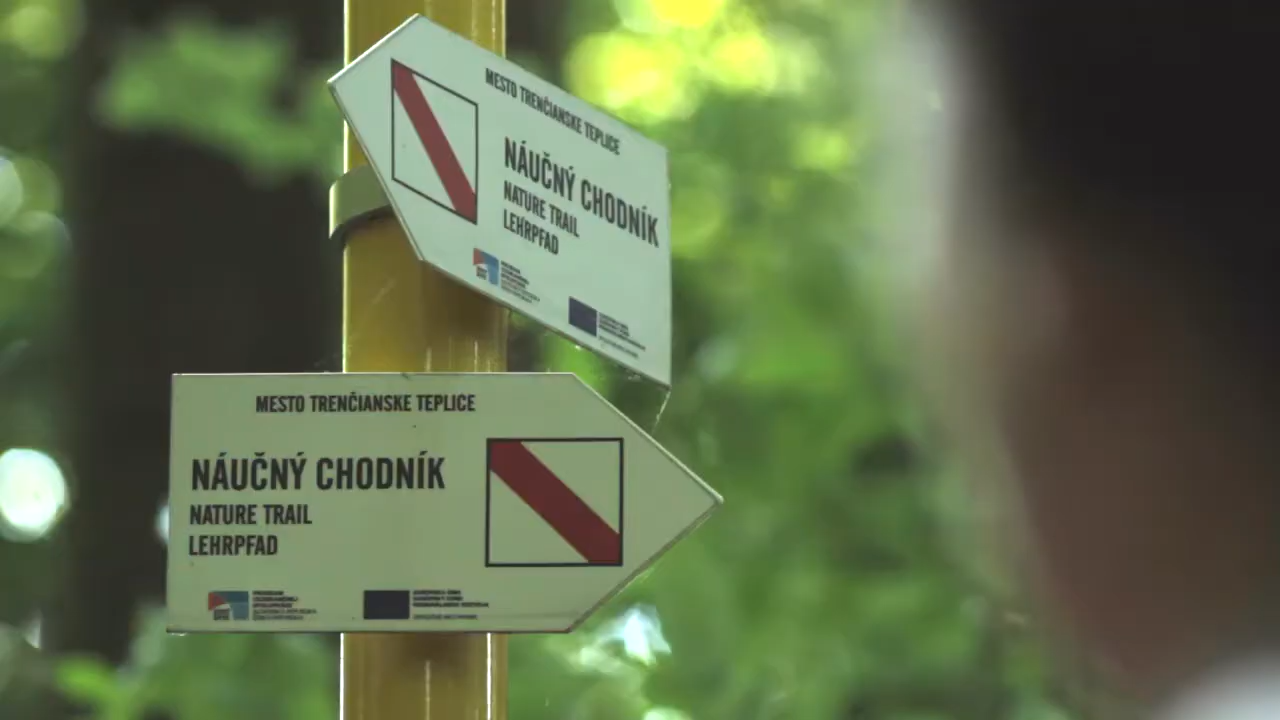 MESTO TRENČIANSKE TEPLICE
NÁUČNÝ CHODNÍK
NATURE TRAIL
LEHRPFAD
MESTO TRENČIANSKE TEPLICE
NÁUČNÝ CHODNÍK
NATURE TRAIL
LEHRPFAD